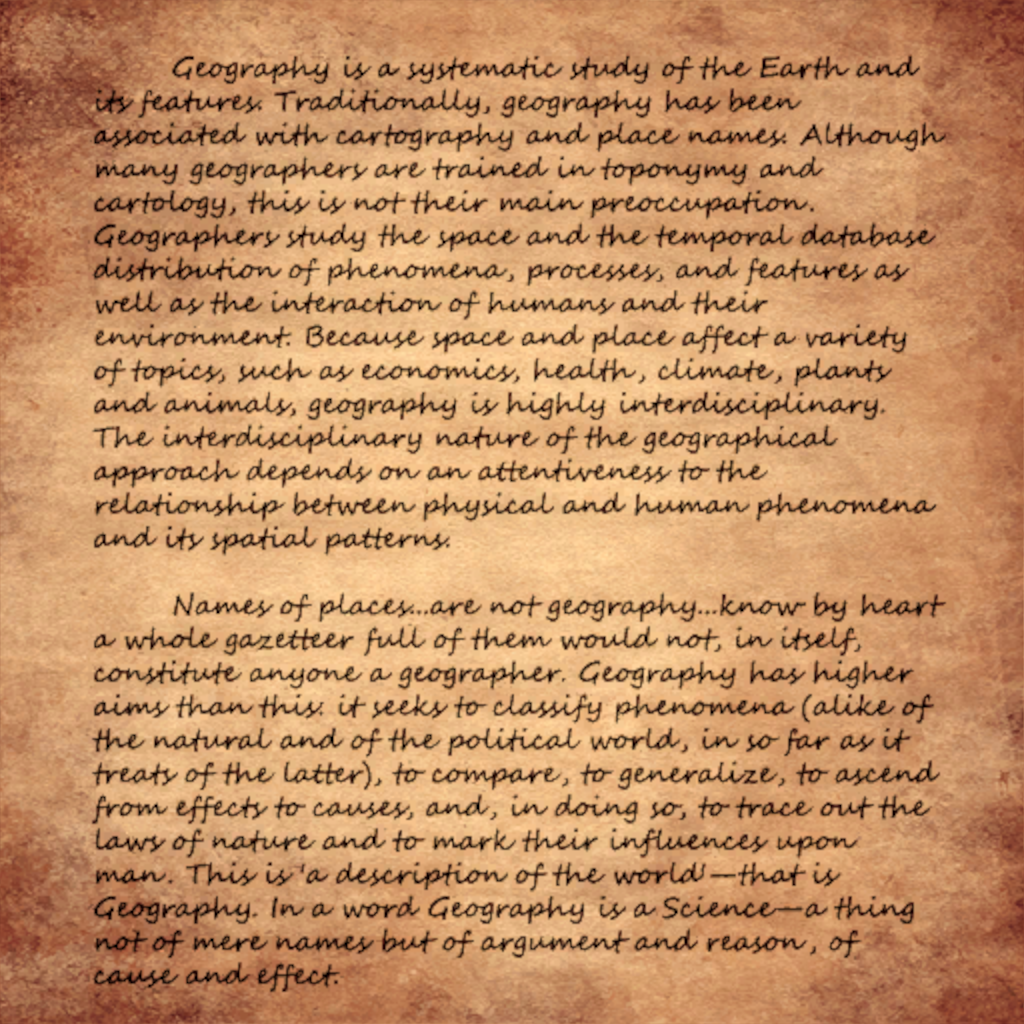 Geography is a systematic study of the Earth and
its features. Traditionally, geography has been
associated with cartography and place names. Although
many geographers are trained in toponymy and
cartology, this is not their main preoccupation.
Geographers study the space and the temporal database
distribution of phenomena, processes, and features as
well as the interaction of humans and their
environment. Because space and place affect a variety
of topics, such as economics, health, climate, plants
and animals, geography is highly interdisciplinary.
The interdisciplinary nature of the geographical
approach depends on an attentiveness to the
relationship between physical and human phenomena
and its spatial patterns.
Names of places...are not geography...know by heart
a whole gazetteer full of them would not, in itself,
constitute anyone a geographer. Geography has higher
aims than this: it seeks to classify phenomena (alike of
the natural and of the political world, in so far as it
treats of the latter), to compare, to generalize, to ascend
from effects to causes, and, in doing so, to trace out the
laws of nature and to mark their influences upon
man. This is 'a description of the world'—that is
Geography. In a word Geography is a Science—a thing
not of mere names but of argument and reason, of
cause and effect.